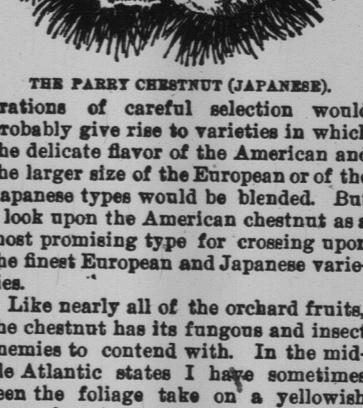 THE PARRY CHESTNUT (JAPANESE).
rations of careful selection would
robably give rise to varieties in which
he delicate flavor of the American and
he larger size of the European or of the
apanese types would be blended. But
look upon the American chestnut as a
nost promising type for crossing upon
he finest European and Japanese varie-
ies.
Like nearly all of the orchard fruits,
he chestnut has its fungous and insect
nemies to contend with. In the mid-
le Atlantic states I have sometimes
een the foliage take on a yellowish